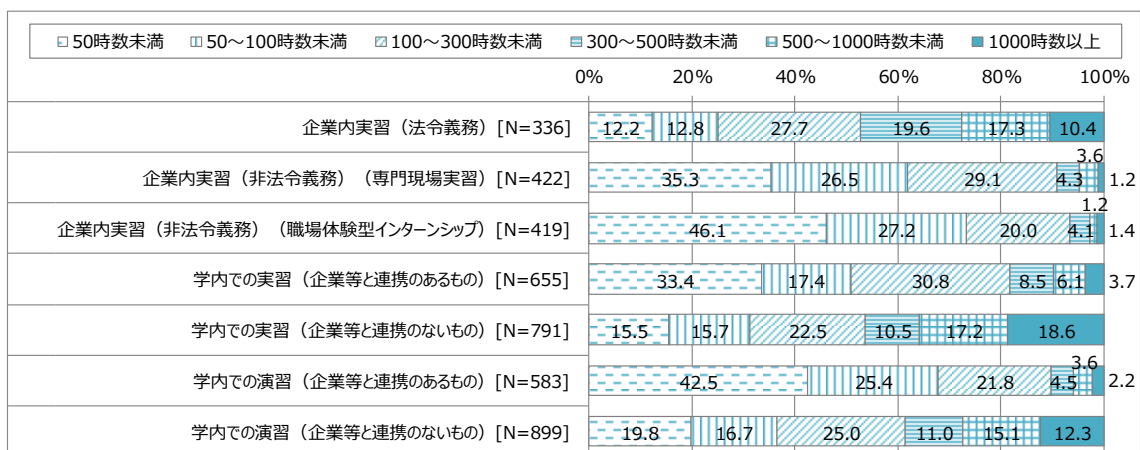 50時数未満 50～100時数未満 100～300時数未満 300～500時数未満 500～1000時数未満 1000時数以上
0% 20% 40% 60% 80% 100%
企業内実習（法令義務）[N=336] 12.2 12.8 27.7 19.6 17.3 10.4
企業内実習（非法令義務）（専門現場実習）[N=422] 35.3 26.5 29.1 4.3 3.6 1.2
企業内実習（非法令義務）（職場体験型インターンシップ）[N=419] 46.1 27.2 20.0 4.1 1.2 1.4
学内での実習（企業等と連携のあるもの）[N=655] 33.4 17.4 30.8 8.5 6.1 3.7
学内での実習（企業等と連携のないもの）[N=791] 15.5 15.7 22.5 10.5 17.2 18.6
学内での演習（企業等と連携のあるもの）[N=583] 42.5 25.4 21.8 4.5 3.6 2.2
学内での演習（企業等と連携のないもの）[N=899] 19.8 16.7 25.0 11.0 15.1 12.3